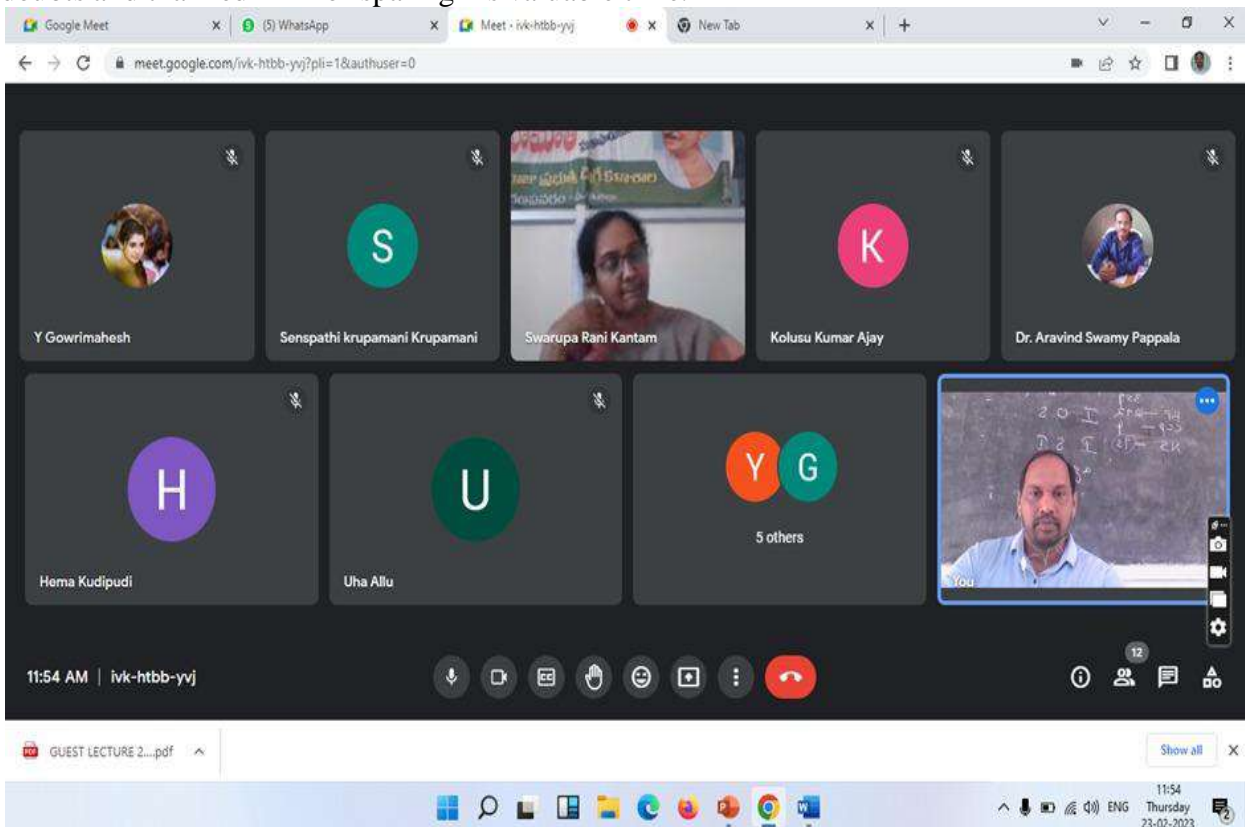 Google Meet
(5) WhatsApp
Meet - ivk-htbb-yvj
New Tab
meet.google.com/ivk-htbb-yvj?pli=1&authuser=0
Y Gowrimahesh
S
Senspathi krupamani Krupamani
Swarupa Rani Kantam
K
Kolusu Kumar Ajay
Dr. Aravind Swamy Pappala
H
Hema Kudipudi
U
Uha Allu
Y G
5 others
You
11:54 AM | ivk-htbb-yvj
CC
12
PDF
GUEST LECTURE 2....pdf
Show all
ENG
11:54
Thursday
23-02-2023
2